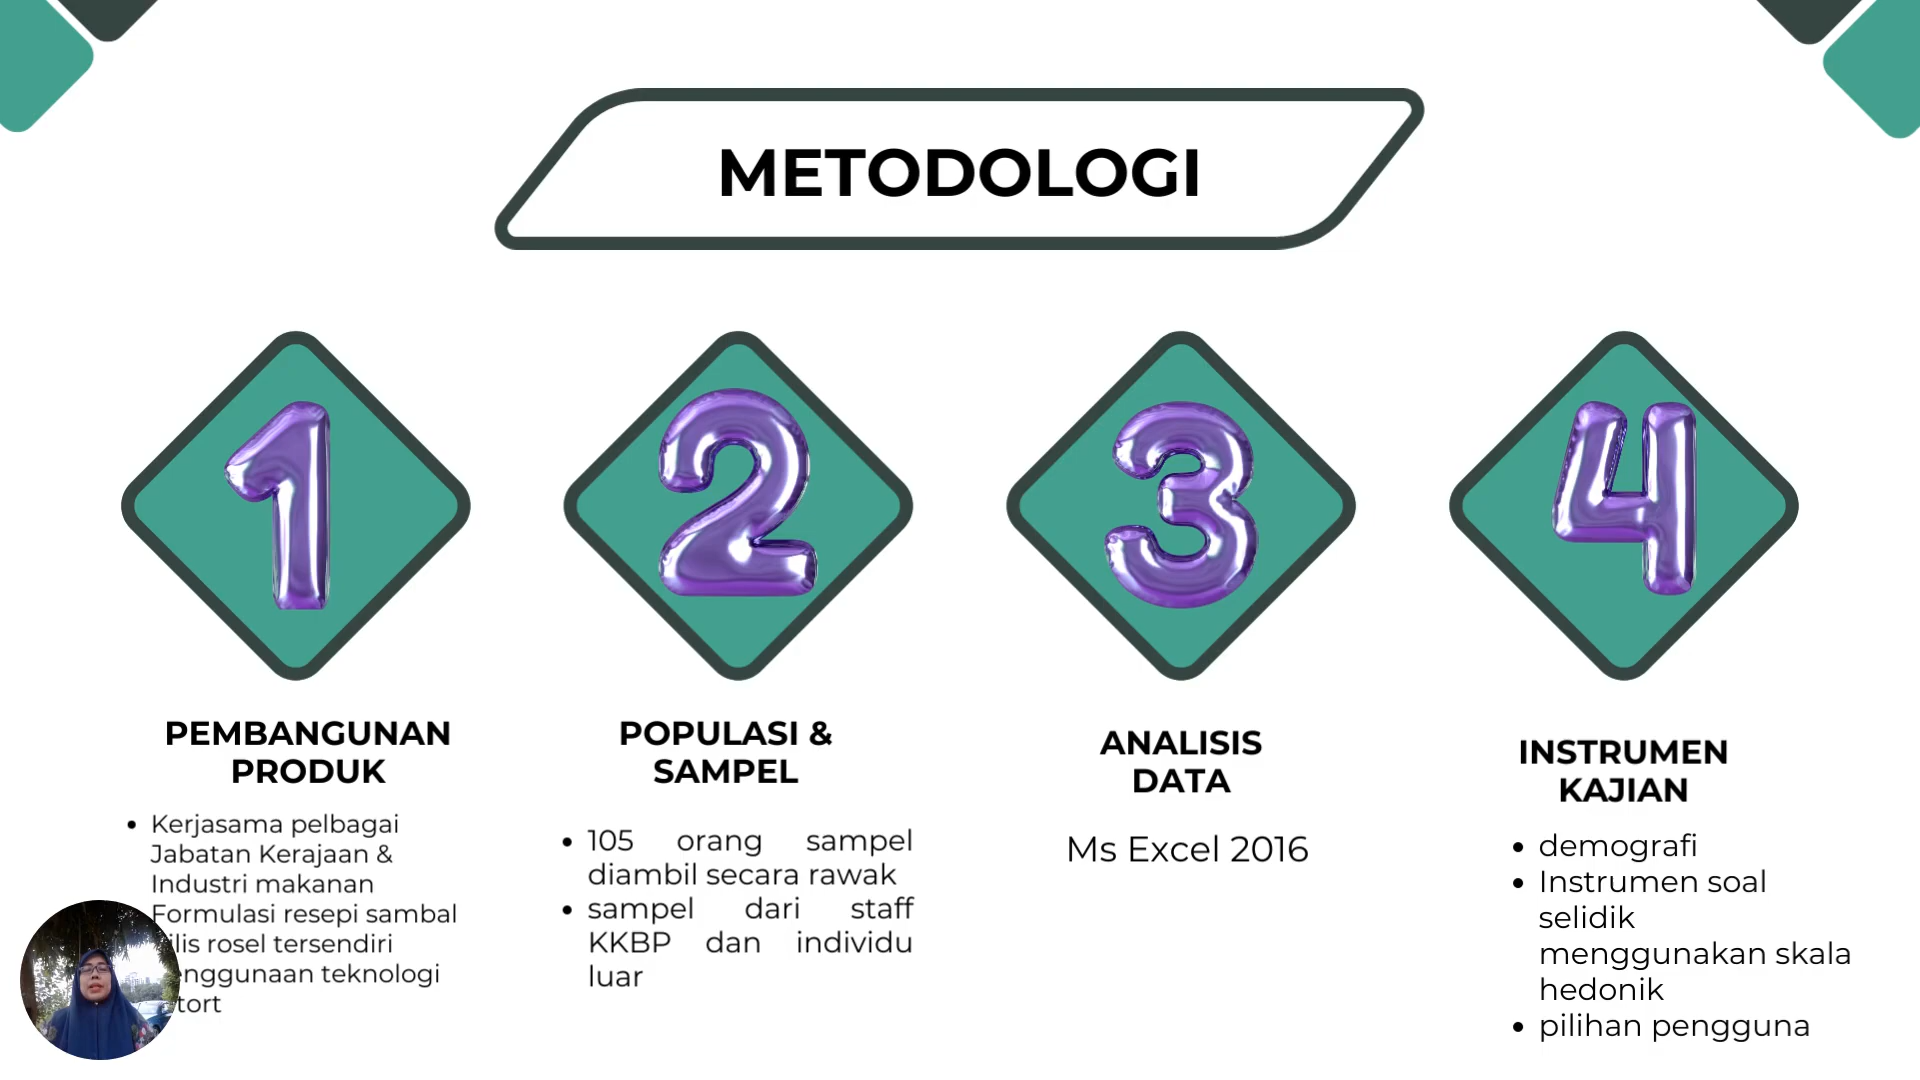 METODOLOGI
1
PEMBANGUNAN
PRODUK
• Kerjasama pelbagai
Jabatan Kerajaan &
Industri makanan
Formulasi resepi sambal
rosel tersendiri
teknologi
2
POPULASI &
SAMPEL
• 105 orang sampel
diambil secara rawak
• sampel dari staff
KKBP dan individu
luar
3
ANALISIS
DATA
Ms Excel 2016
4
INSTRUMEN
KAJIAN
• demografi
• Instrumen soal
selidik
menggunakan skala
hedonik
• pilihan pengguna